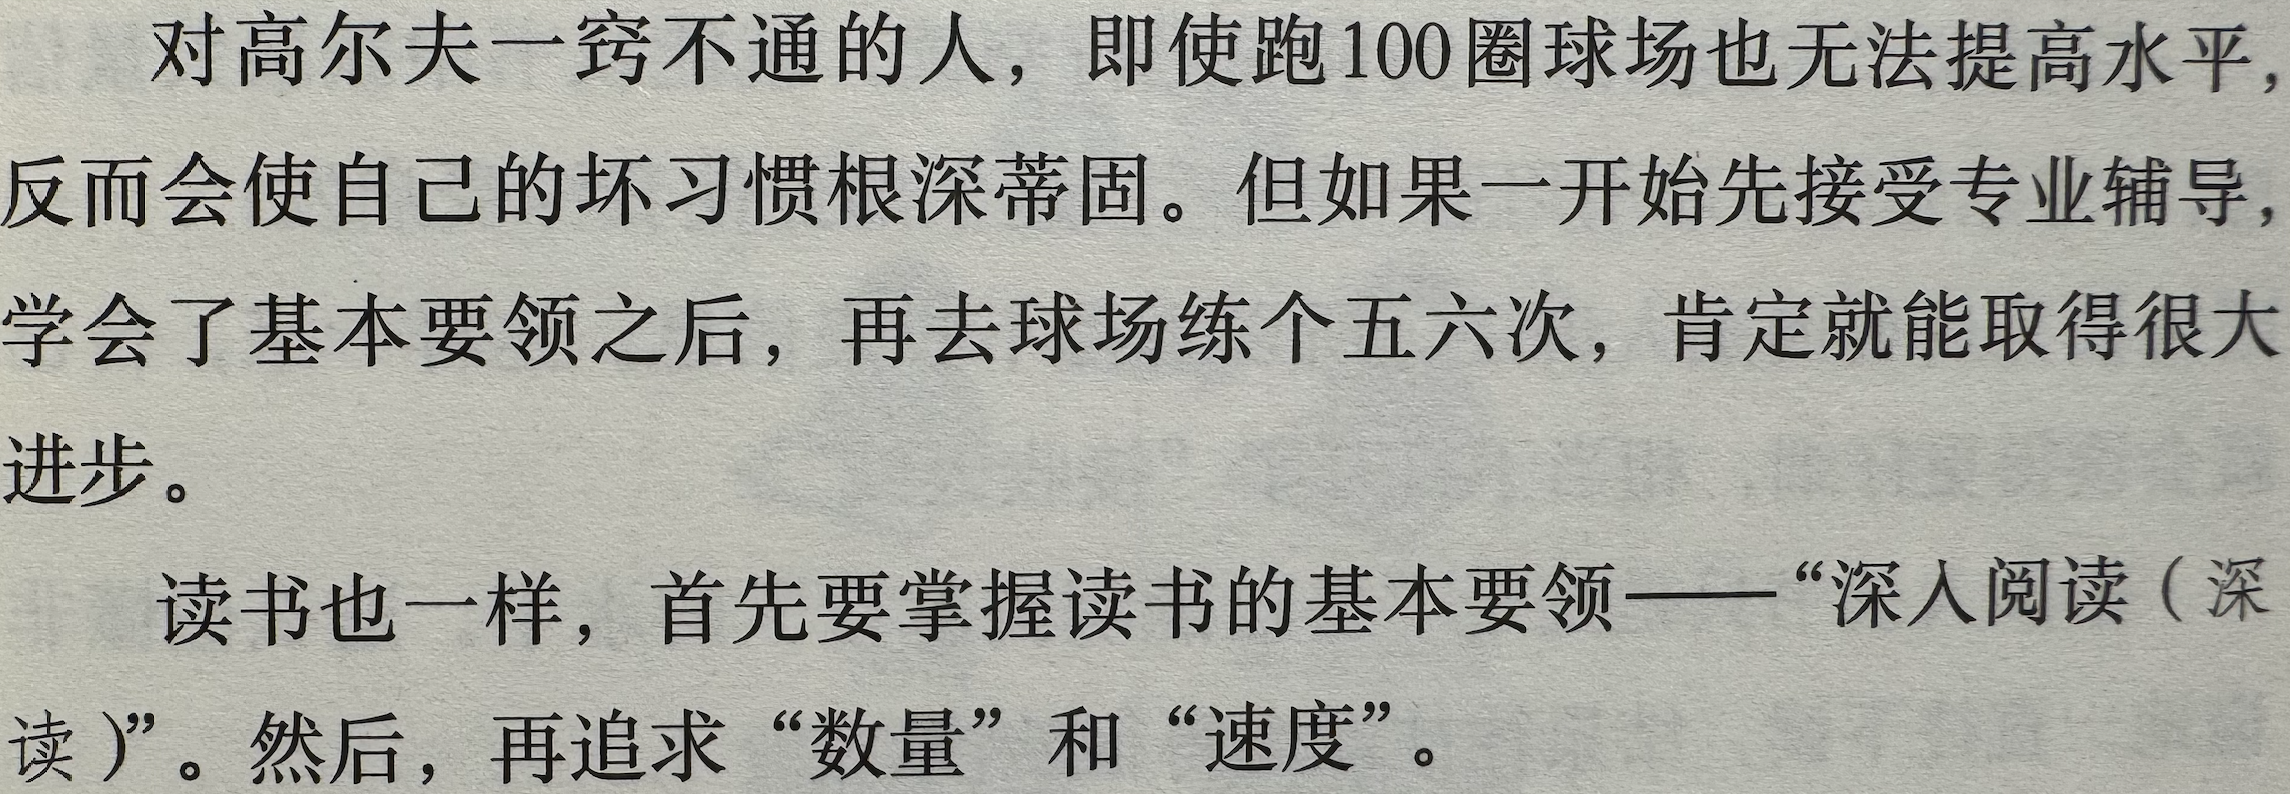 对高尔夫一窍不通的人，即使跑100圈球场也无法提高水平，
反而会使自己的坏习惯根深蒂固。但如果一开始先接受专业辅导，
学会了基本要领之后，再去球场练个五六次，肯定就能取得很大
进步。
读书也一样，首先要掌握读书的基本要领——“深入阅读（深
读）”。然后，再追求“数量”和“速度”。